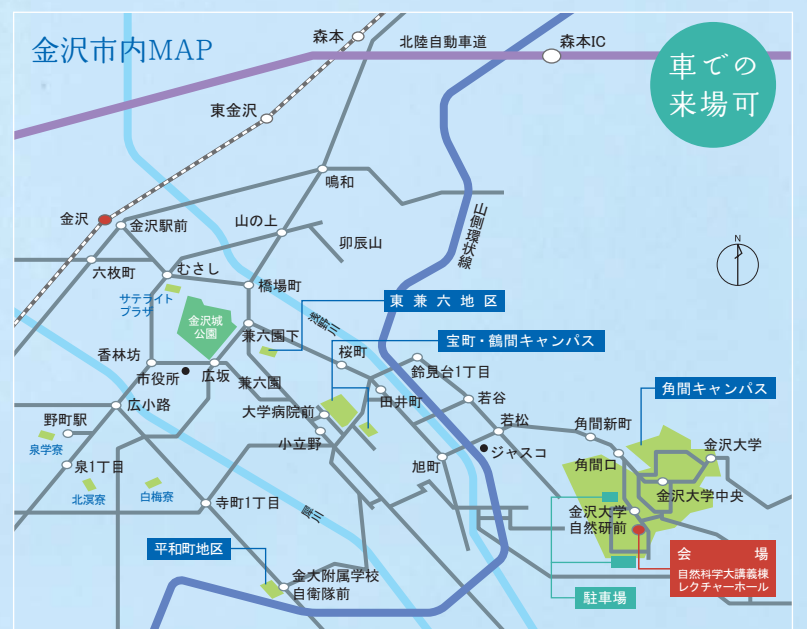 金沢市内MAP
車での
来場可
森本
北陸自動車道
森本IC
東金沢
鳴和
金沢
金沢駅前
山の上
卯辰山
山側環状線
N
六枚町
むさし
橋場町
サテライト
プラザ
金沢城
公園
東兼六地区
浅野川
兼六園下
宝町・鶴間キャンパス
香林坊
市役所
広坂
兼六園
桜町
鈴見台1丁目
角間キャンパス
田井町
若谷
広小路
大学病院前
野町駅
小立野
若松
角間新町
金沢大学
泉学寮
泉1丁目
旭町
ジャスコ
角間口
北溟寮
白梅寮
金沢大学中央
寺町1丁目
犀川
金沢大学
自然研前
平和町地区
会場
自然科学大講義棟
レクチャーホール
金大附属学校
自衛隊前
駐車場